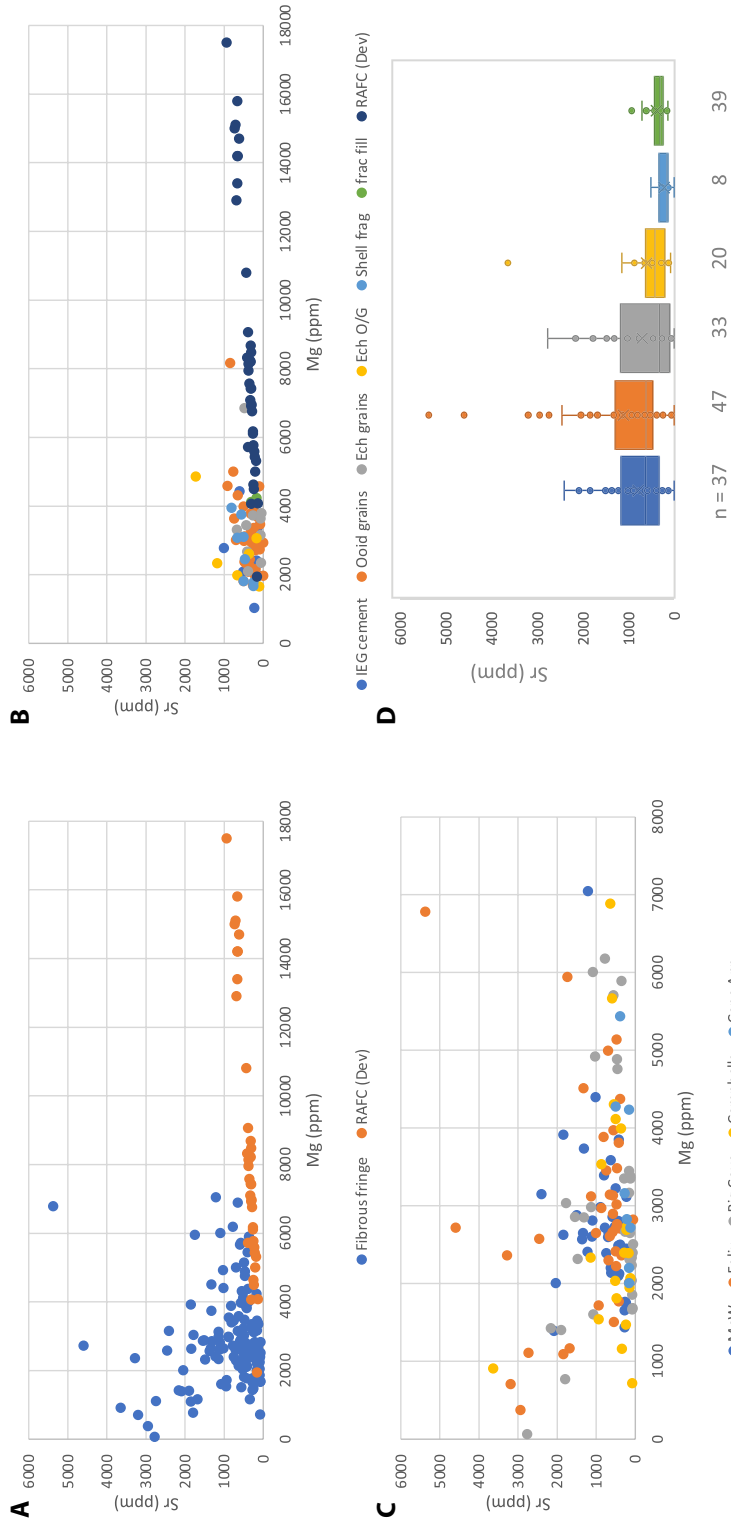 A
6000
5000
4000
3000
2000
1000
0
Sr (ppm)
0 2000 4000 6000 8000 10000 12000 14000 16000 18000
Mg (ppm)
Fibrous fringe RAFC (Dev)
B
6000
5000
4000
3000
2000
1000
0
Sr (ppm)
0 2000 4000 6000 8000 10000 12000 14000 16000 18000
Mg (ppm)
IEG cement Ooid grains Ech grains Ech O/G Shell frag frac fill RAFC (Dev)
C
6000
5000
4000
3000
2000
1000
0
Sr (ppm)
0 1000 2000 3000 4000 5000 6000 7000 8000
Mg (ppm)
D
6000
5000
4000
3000
2000
1000
0
Sr (ppm)
n = 37 47 33 20 8 39